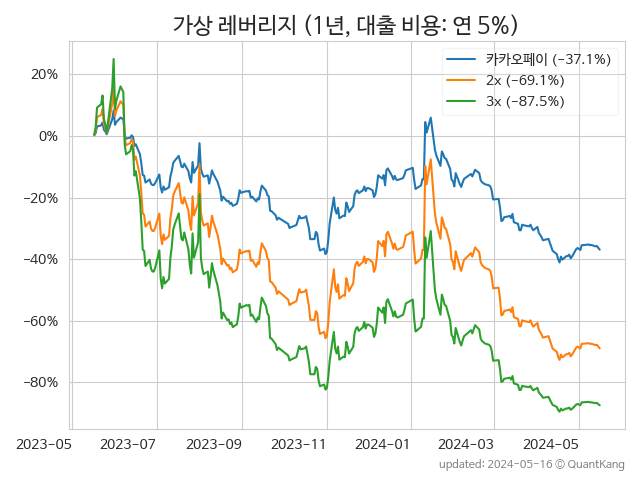 가상 레버리지 (1년, 대출 비용: 연 5%)
카카오페이 (−37.1%)
2x (−69.1%)
3x (−87.5%)
20%
0%
−20%
−40%
−60%
−80%
2023−05 2023−07 2023−09 2023−11 2024−01 2024−03 2024−05
updated: 2024-05-16 © QuantKang